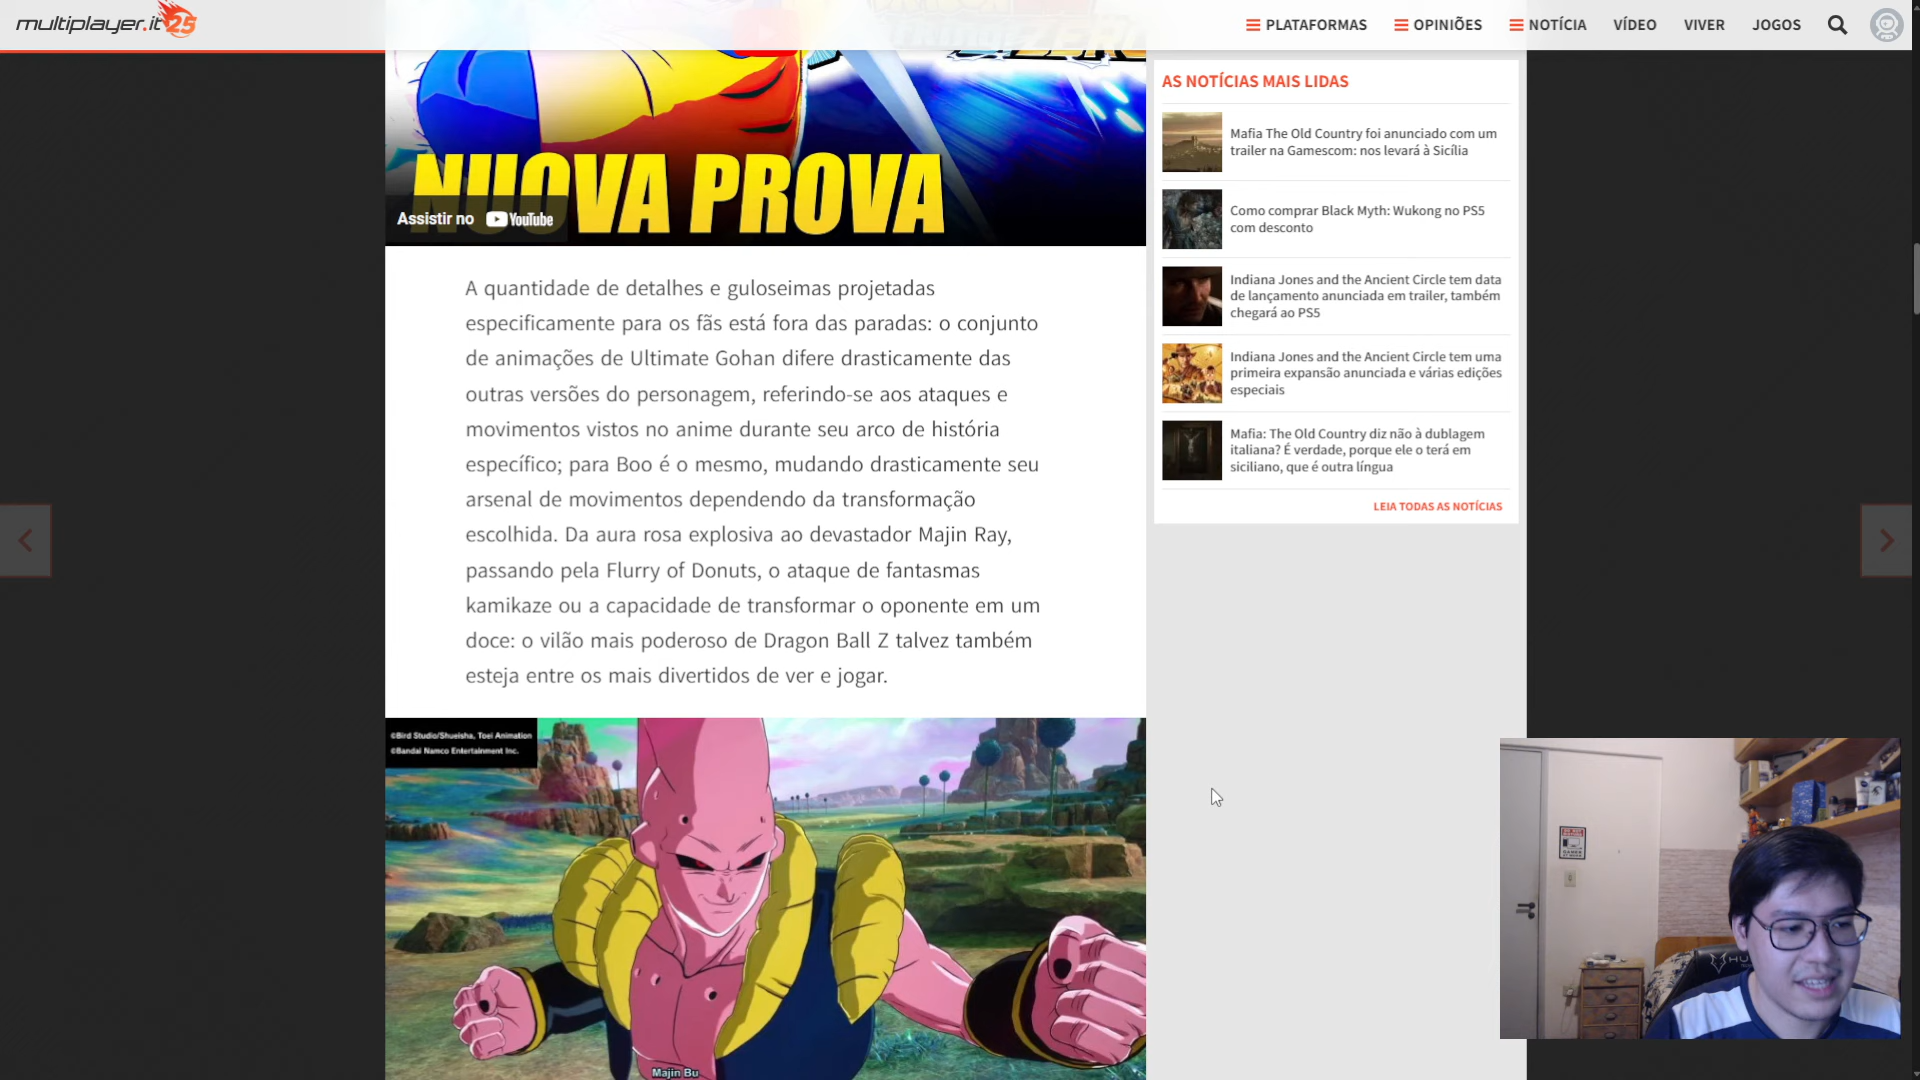 multiplayer.it 25
PLATAFORMAS
OPINIÕES
NOTÍCIA
VÍDEO
VIVER
JOGOS
NUOVA PROVA
Assistir no YouTube
A quantidade de detalhes e guloseimas projetadas
especificamente para os fãs está fora das paradas: o conjunto
de animações de Ultimate Gohan difere drasticamente das
outras versões do personagem, referindo-se aos ataques e
movimentos vistos no anime durante seu arco de história
específico; para Boo é o mesmo, mudando drasticamente seu
arsenal de movimentos dependendo da transformação
escolhida. Da aura rosa explosiva ao devastador Majin Ray,
passando pela Flurry of Donuts, o ataque de fantasmas
kamikaze ou a capacidade de transformar o oponente em um
doce: o vilão mais poderoso de Dragon Ball Z talvez também
esteja entre os mais divertidos de ver e jogar.
©Bird Studio/Shueisha, Toei Animation
©Bandai Namco Entertainment Inc.
Majin Bu
AS NOTÍCIAS MAIS LIDAS
Mafia The Old Country foi anunciado com um
trailer na Gamescom: nos levará à Sicília
Como comprar Black Myth: Wukong no PS5
com desconto
Indiana Jones and the Ancient Circle tem data
de lançamento anunciada em trailer, também
chegará ao PS5
Indiana Jones and the Ancient Circle tem uma
primeira expansão anunciada e várias edições
especiais
Mafia: The Old Country diz não à dublagem
italiana? É verdade, porque ele o terá em
siciliano, que é outra língua
LEIA TODAS AS NOTÍCIAS